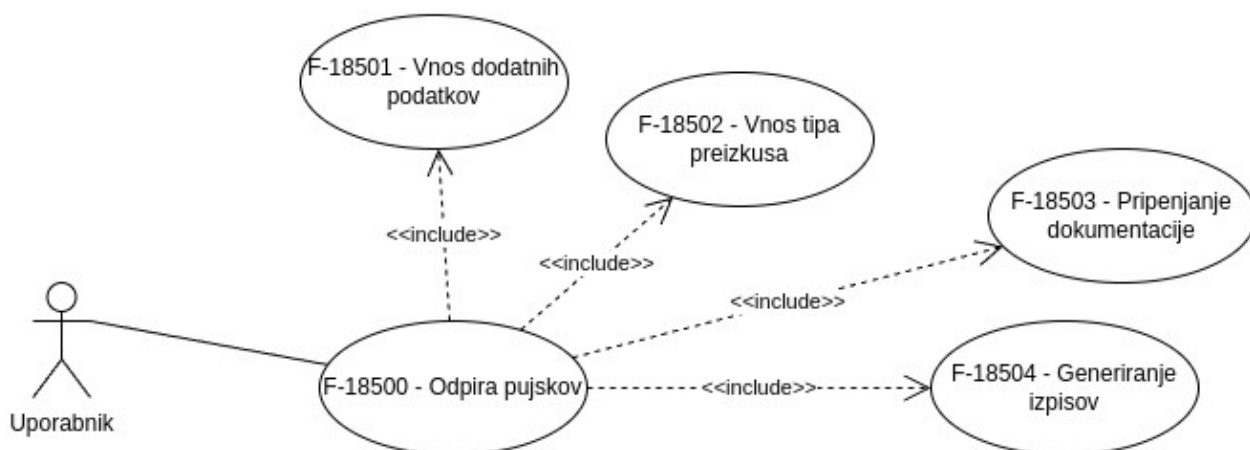 F-18501 - Vnos dodatnih
podatkov
F-18502 - Vnos tipa
preizkusa
F-18503 - Pripenjanje
dokumentacije
<<include>>
<<include>>
<<include>>
<<include>>
F-18500 - Odpira pujskov
F-18504 - Generiranje
izpisov
Uporabnik